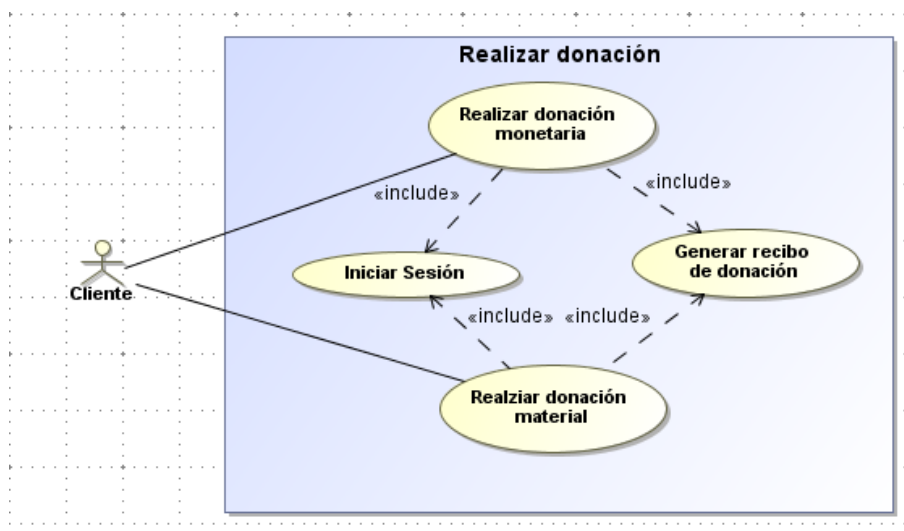 Realizar donación
Realizar donación
monetaria
«include»
«include»
Iniciar Sesión
Generar recibo
de donación
Cliente
«include»
«include»
Realziar donación
material